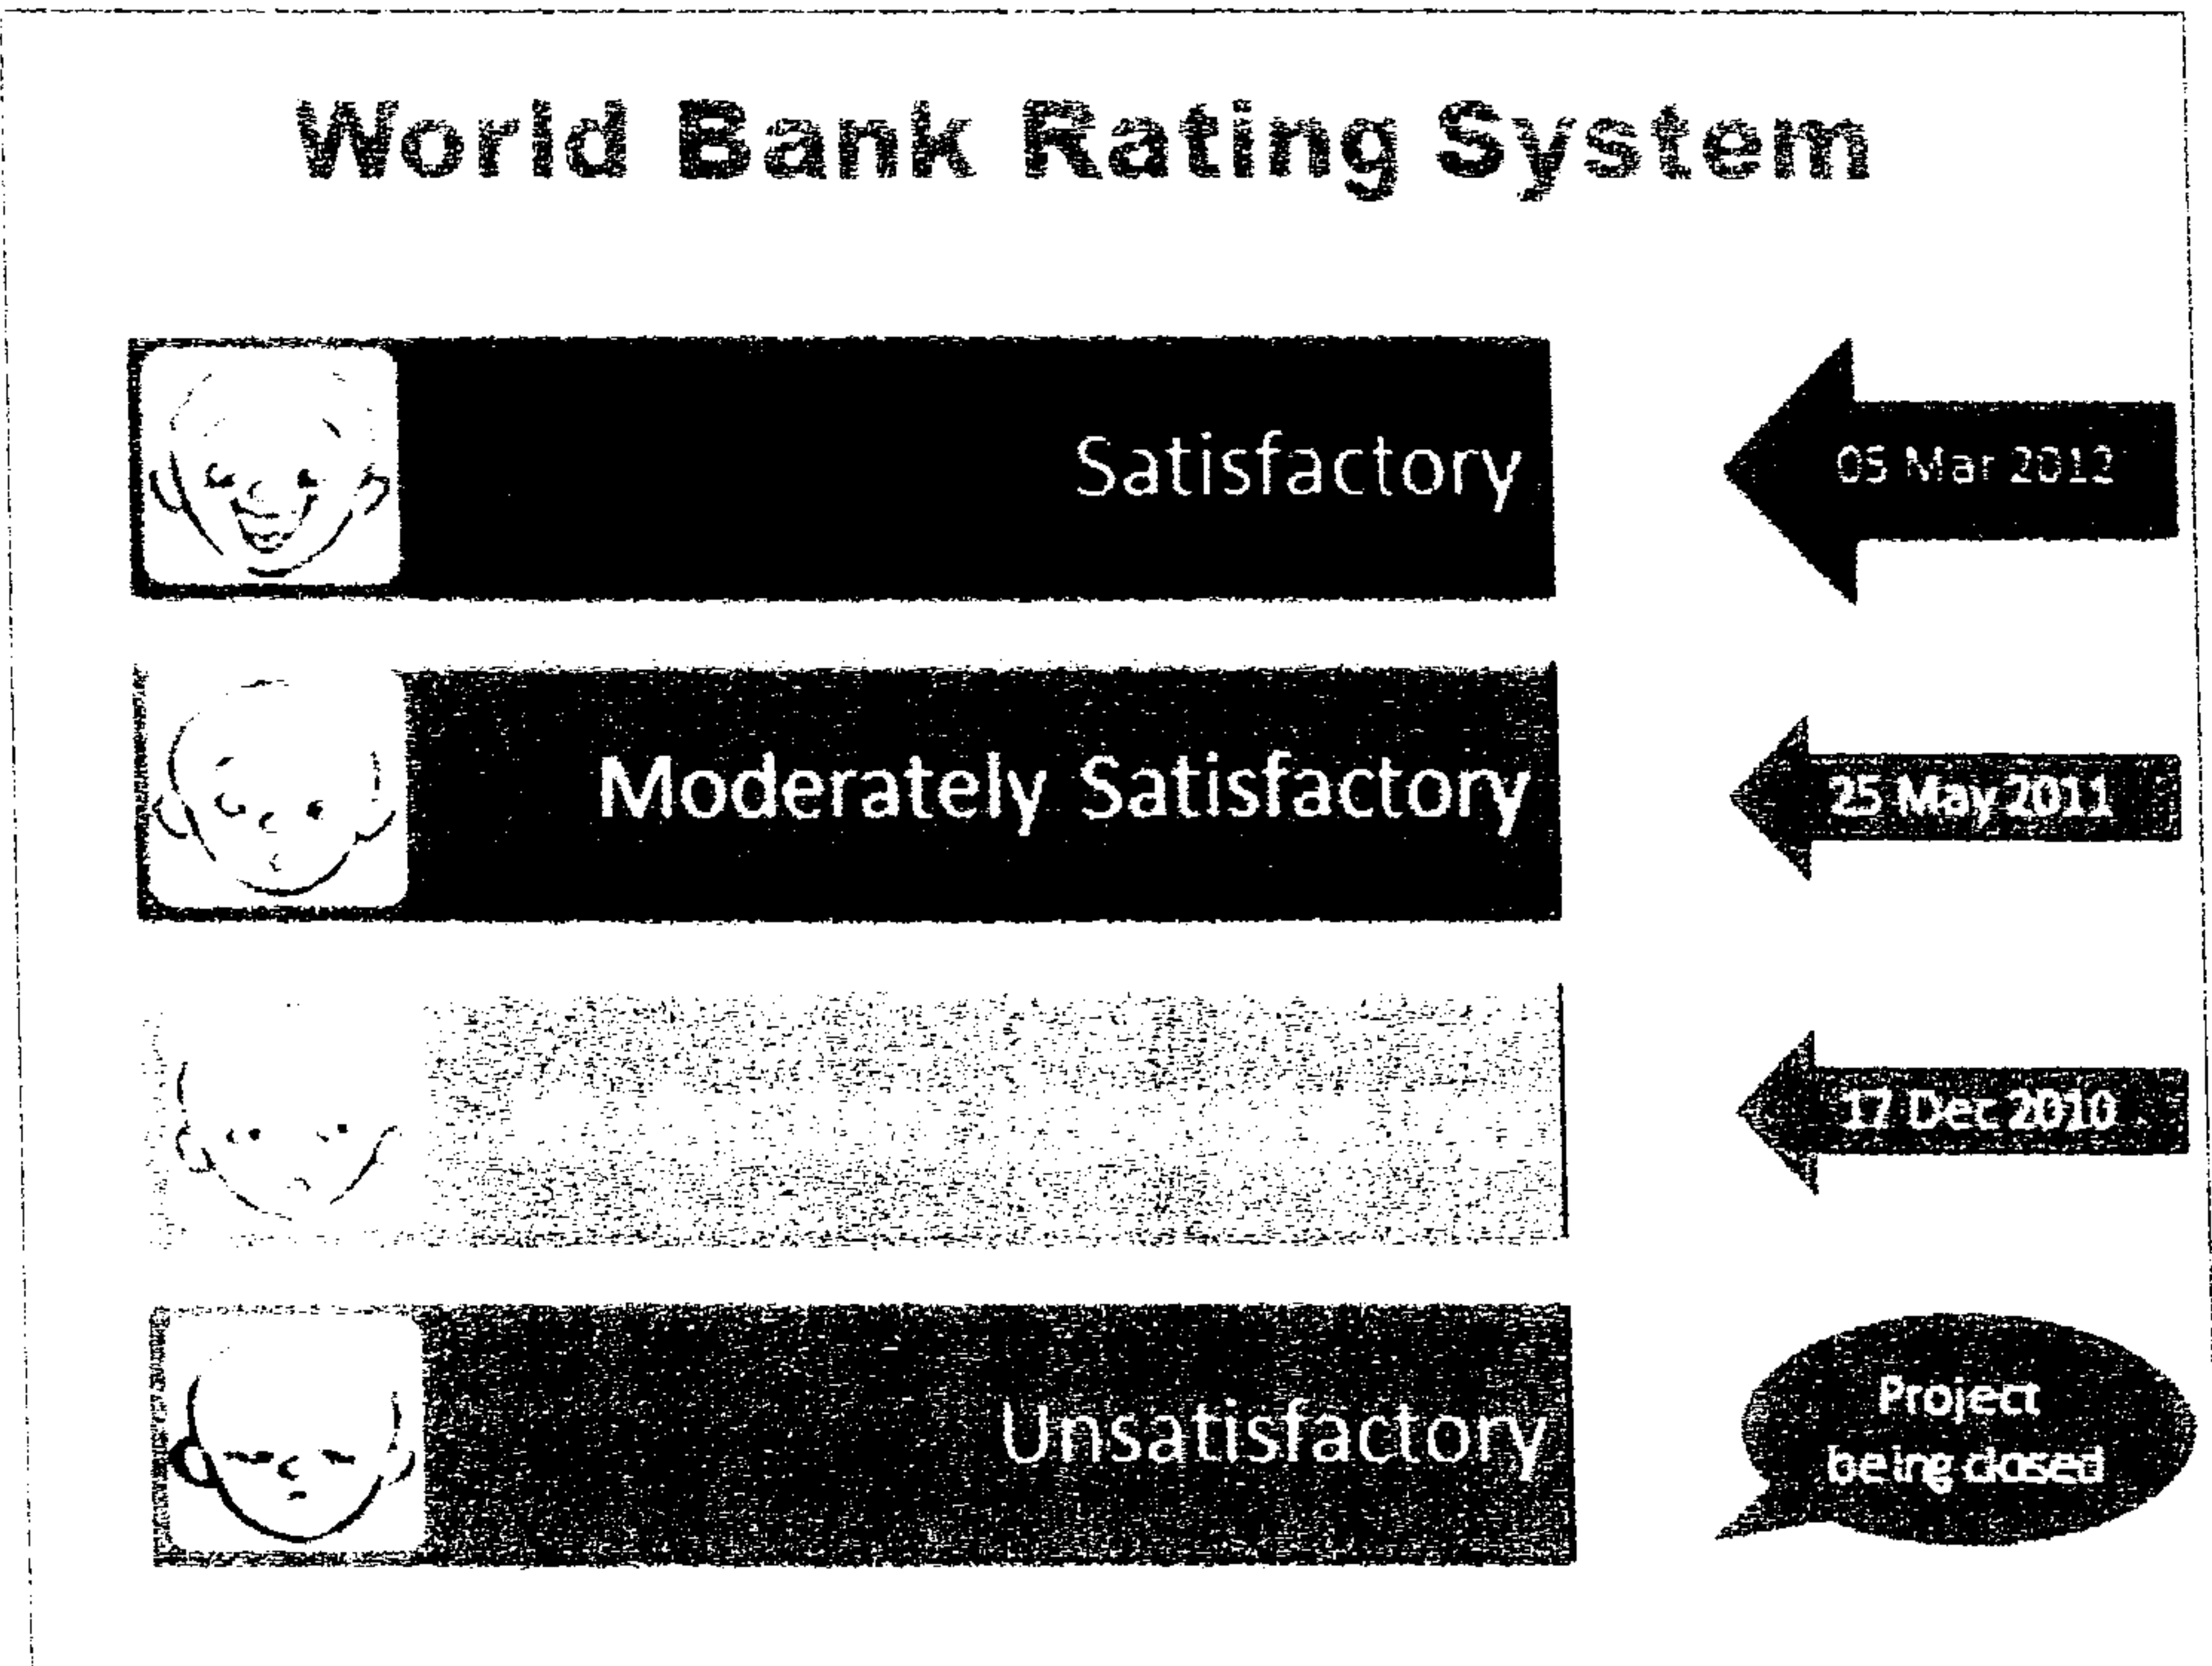 World Bank Rating System
Satisfactory
05 Mar 2012
Moderately Satisfactory
25 May 2011
17 Dec 2010
Unsatisfactory
Project
being closed